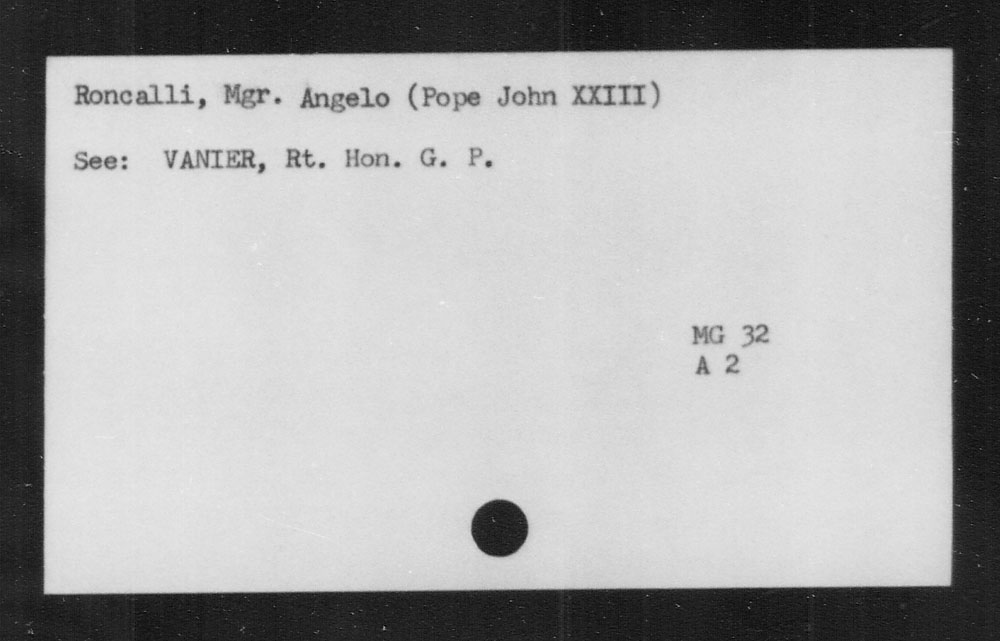 Roncalli, Mgr. Angelo (Pope John XXIII)
See: VANIER, Rt. Hon. G. P.
MG 32
A 2